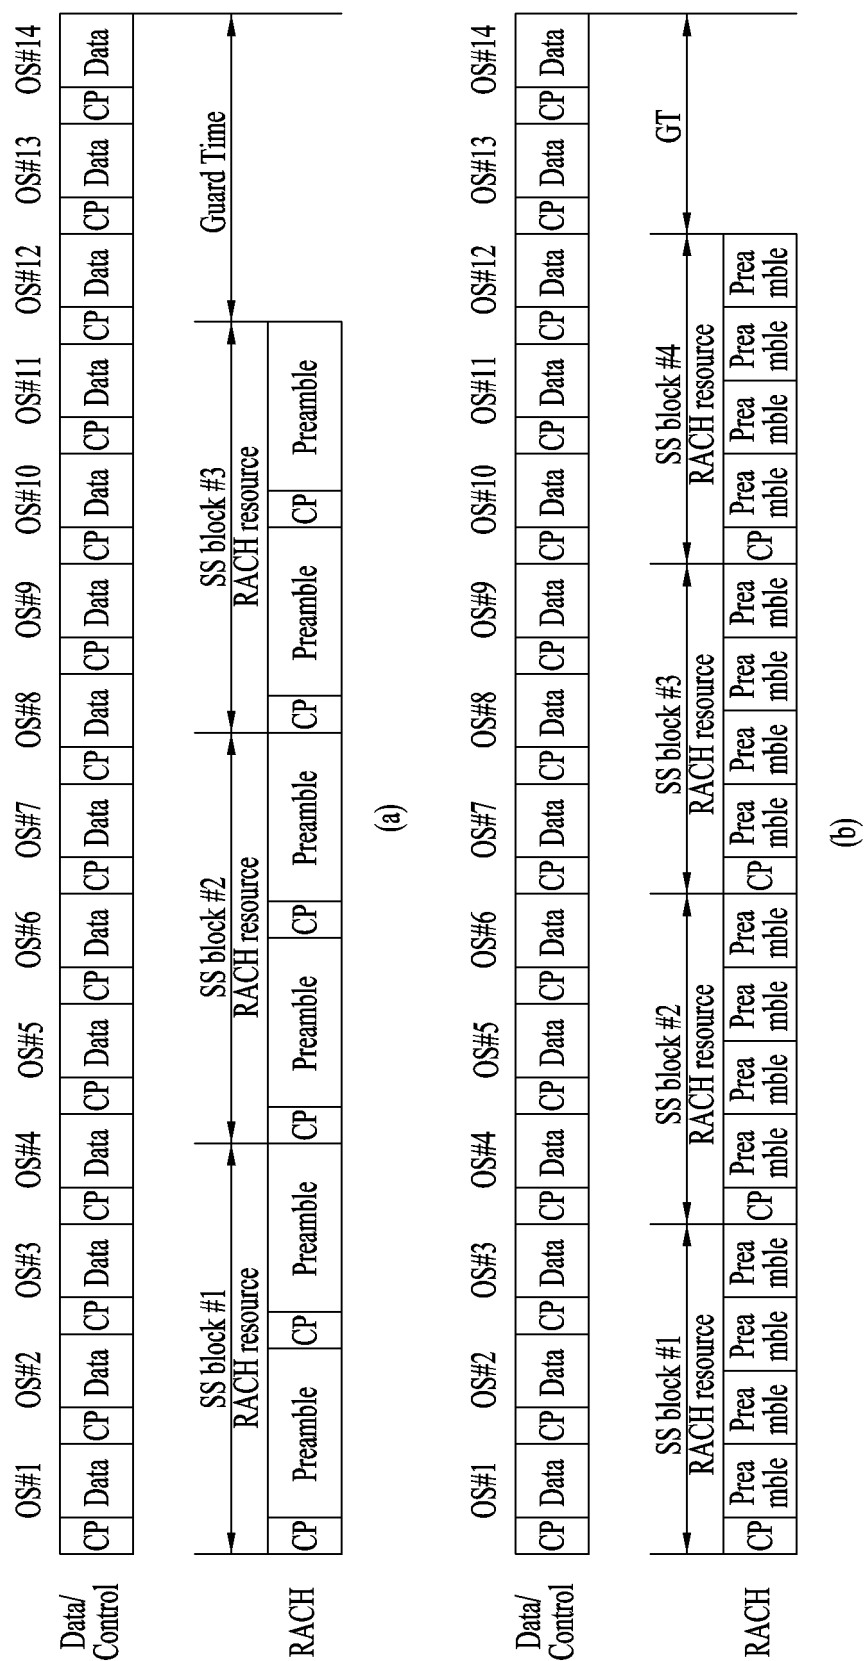 OS#1 OS#2 OS#3 OS#4 OS#5 OS#6 OS#7 OS#8 OS#9 OS#10 OS#11 OS#12 OS#13 OS#14
Data/
Control
CP Data CP Data CP Data CP Data CP Data CP Data CP Data CP Data CP Data CP Data CP Data CP Data CP Data CP Data
SS block #1
RACH resource
SS block #2
RACH resource
SS block #3
RACH resource
Guard Time
RACH
CP Preamble CP Preamble CP Preamble CP Preamble CP Preamble CP Preamble
(a)
OS#1 OS#2 OS#3 OS#4 OS#5 OS#6 OS#7 OS#8 OS#9 OS#10 OS#11 OS#12 OS#13 OS#14
Data/
Control
CP Data CP Data CP Data CP Data CP Data CP Data CP Data CP Data CP Data CP Data CP Data CP Data CP Data CP Data
SS block #1
RACH resource
SS block #2
RACH resource
SS block #3
RACH resource
SS block #4
RACH resource
GT
RACH
CP Prea Prea Prea Prea CP Prea Prea Prea Prea CP Prea Prea Prea Prea CP Prea Prea Prea Prea
mble mble mble mble mble mble mble mble mble mble mble mble mble mble mble mble
(b)